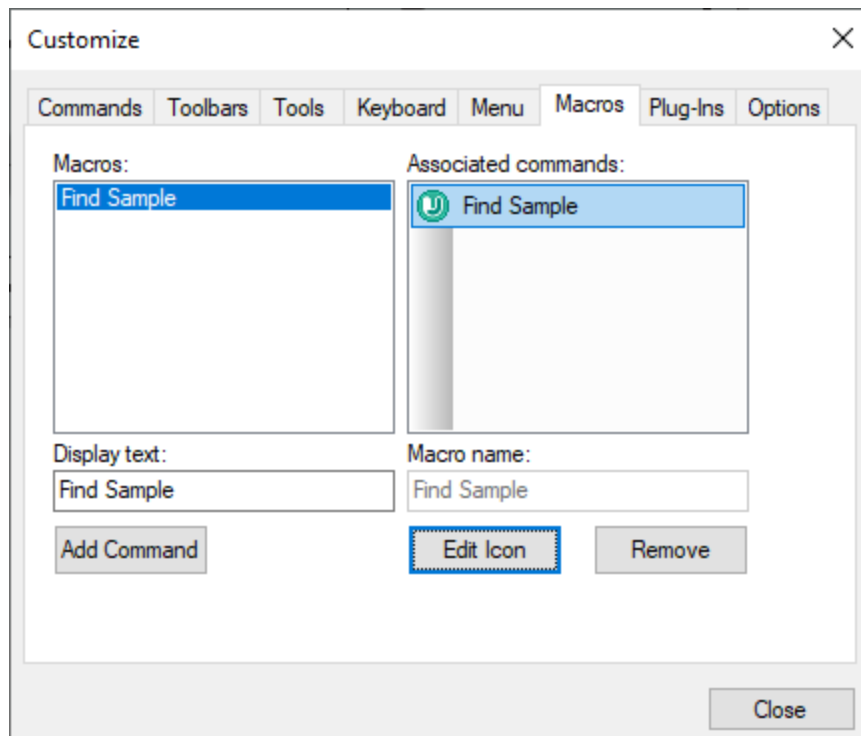 Customize
Commands Toolbars Tools Keyboard Menu Macros Plug-Ins Options
Macros: Associated commands:
Find Sample Find Sample
Display text: Macro name:
Find Sample Find Sample
Add Command Edit Icon Remove
Close